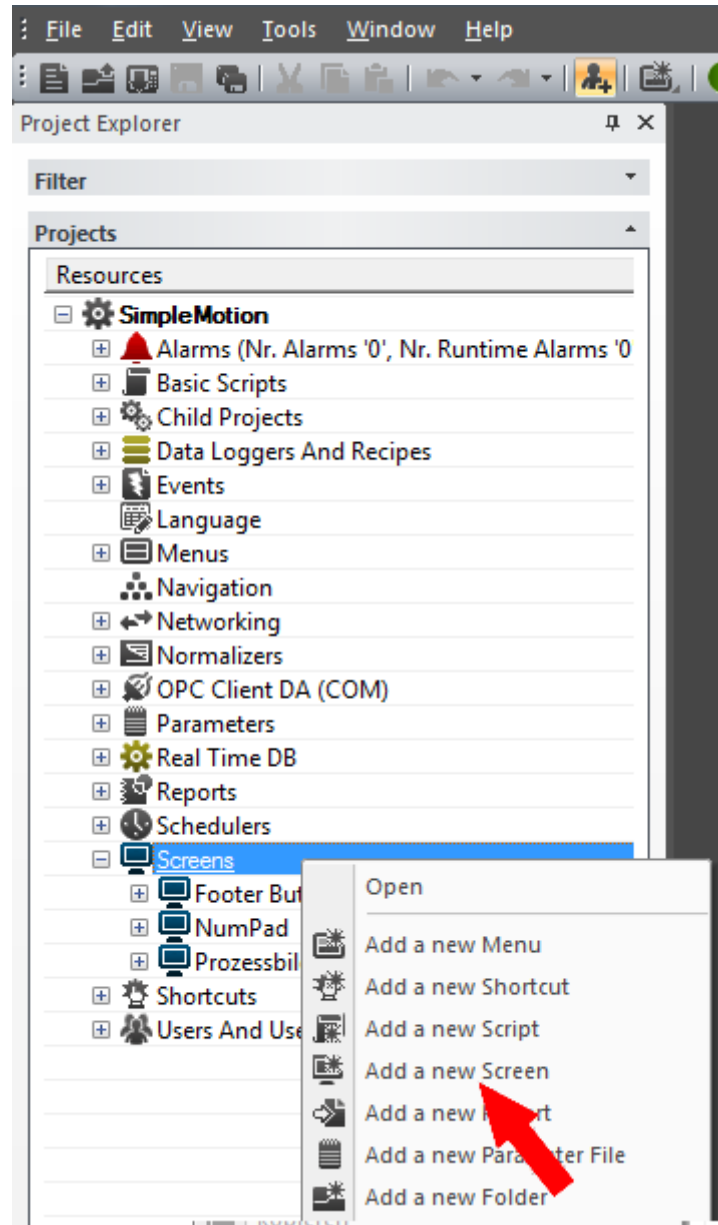 File Edit View Tools Window Help
Project Explorer
Filter
Projects
Resources
SimpleMotion
Alarms (Nr. Alarms '0', Nr. Runtime Alarms '0
Basic Scripts
Child Projects
Data Loggers And Recipes
Events
Language
Menus
Navigation
Networking
Normalizers
OPC Client DA (COM)
Parameters
Real Time DB
Reports
Schedulers
Screens
Footer But
NumPad
Prozessbil
Shortcuts
Users And Use
Open
Add a new Menu
Add a new Shortcut
Add a new Script
Add a new Screen
Add a new
Add a new File
Add a new Folder